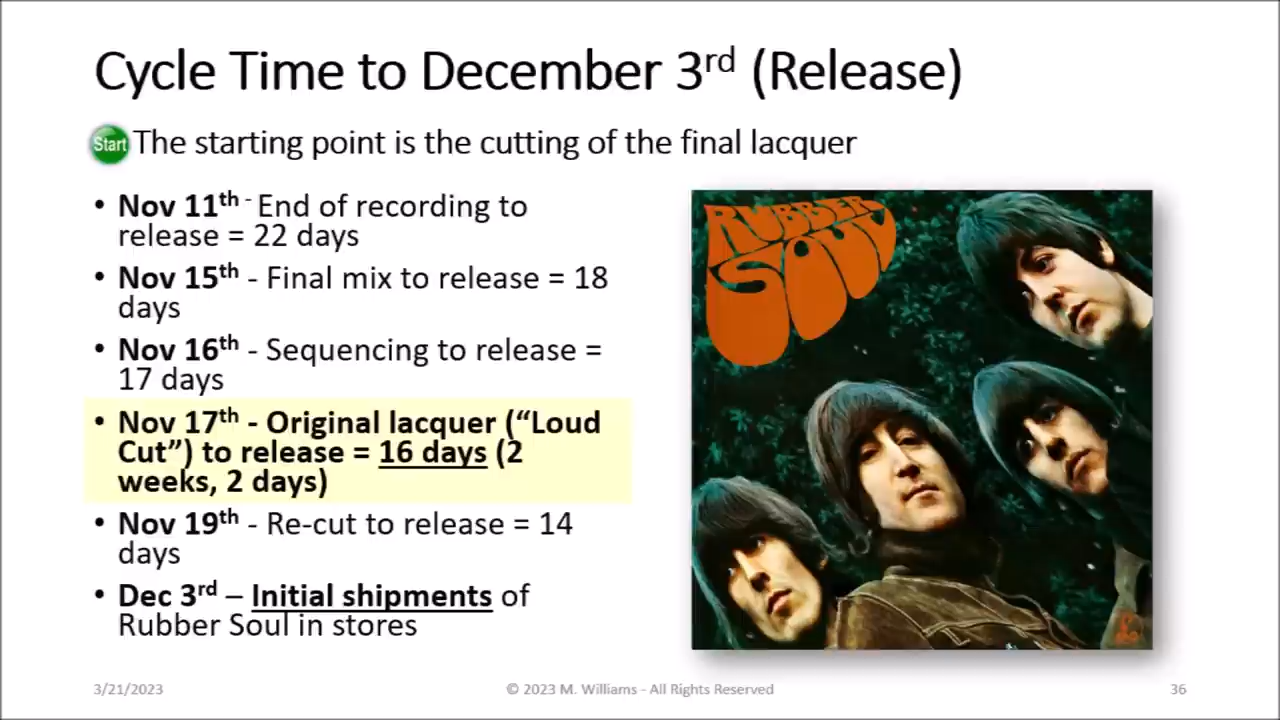 Cycle Time to December 3rd (Release)
Start The starting point is the cutting of the final lacquer
• Nov 11th - End of recording to
release = 22 days
• Nov 15th - Final mix to release = 18
days
• Nov 16th - Sequencing to release =
17 days
• Nov 17th - Original lacquer (“Loud
Cut”) to release = 16 days (2
weeks, 2 days)
• Nov 19th - Re-cut to release = 14
days
• Dec 3rd – Initial shipments of
Rubber Soul in stores
RUBBER
SOUL
3/21/2023
© 2023 M. Williams - All Rights Reserved
36